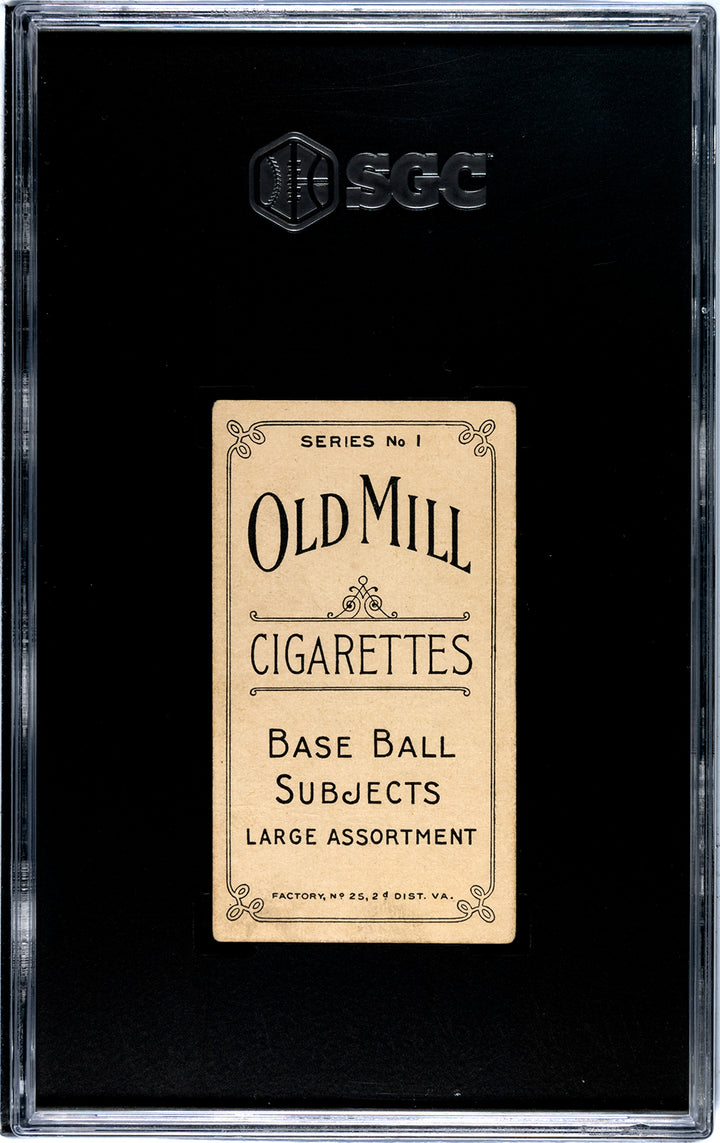 SGC
SERIES No 1
OLD MILL
CIGARETTES
BASE BALL
SUBJECTS
LARGE ASSORTMENT
FACTORY, Nº 25, 2d DIST. VA.